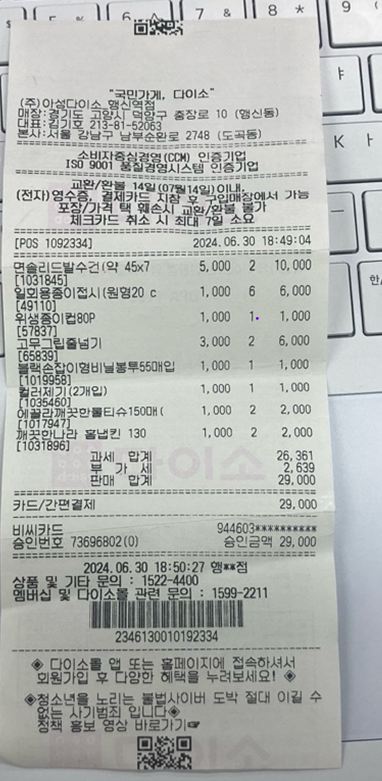 "국민가게, 다이소"
(주)아성다이소_행신역점
매장:경기도 고양시 덕양구 충장로 10 (행신동)
대표:김기호 213-81-52063
본사:서울 강남구 남부순환로 2748 (도곡동)
소비자중심경영(CCM) 인증기업
ISO 9001 품질경영시스템 인증기업
교환/환불 14일(07월14일)이내,
(전자)영수증, 결제카드 지참 후 구입매장에서 가능
포장/가격 택 훼손시 교환/환불 불가
체크카드 취소 시 최대 7일 소요
[POS 1092334] 2024.06.30 18:49:04
면솔리드발수건(약 45x7 5,000 2 10,000
[1031845]
일회용종이접시(원형20 c 1,000 6 6,000
[49110]
위생종이컵80P 1,000 1 1,000
[57837]
고무그립줄넘기 3,000 2 6,000
[65839]
블랙손잡이형비닐봉투55매입 1,000 1 1,000
[1019958]
컬러제기(2개입) 1,000 1 1,000
[1035460]
에끌라깨끗한물티슈150매( 1,000 2 2,000
[1017947]
깨끗한나라 홈냅킨 130 1,000 2 2,000
[1031896]
과세 합계 26,361
부 가 세 2,639
판매 합계 29,000
카드/간편결제 29,000
비씨카드 944603**********
승인번호 73696802(0) 승인금액 29,000
2024.06.30 18:50:27 행**점
상품 및 기타 문의 : 1522-4400
멤버십 및 다이소몰 관련 문의 : 1599-2211
2346130010192334
◈ 다이소몰 앱 또는 홈페이지에 접속하셔서
회원가입 후 다양한 혜택을 누려보세요! ◈
◈청소년을 노리는 불법사이버 도박 절대 이길 수
없는 사기범죄 입니다◈
정책 홍보 영상 바로가기☞
다이소